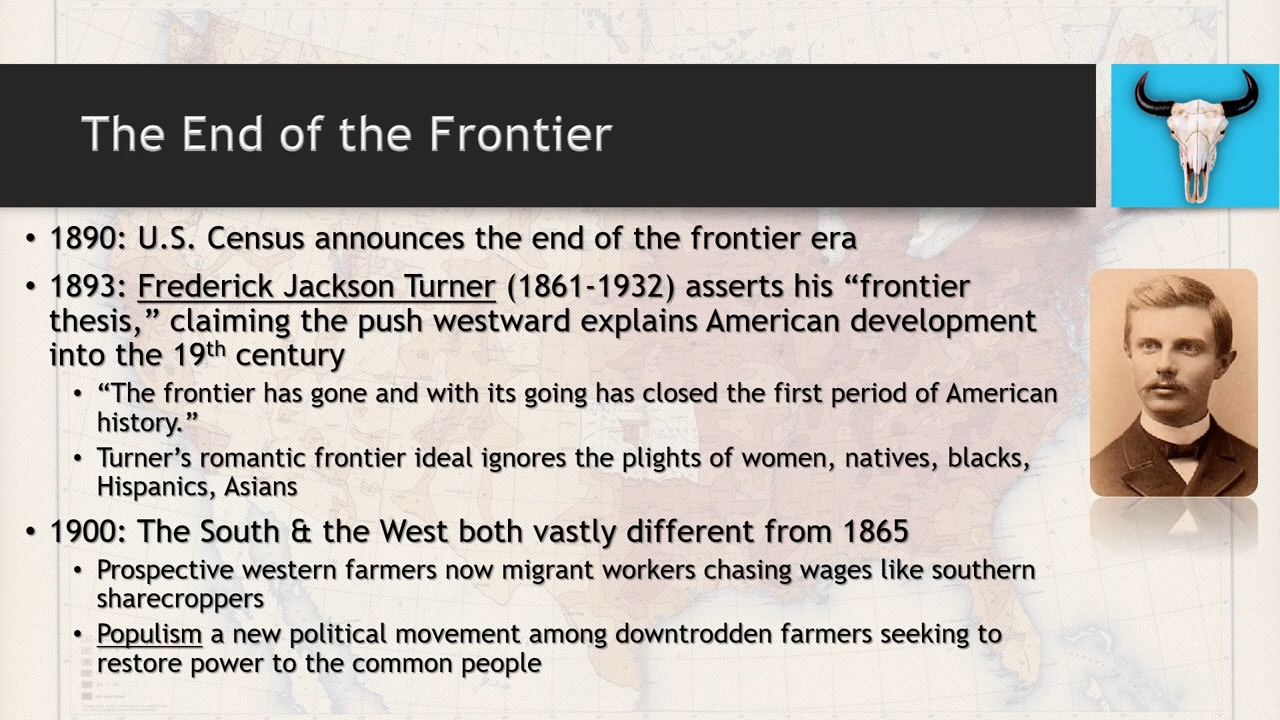 The End of the Frontier
• 1890: U.S. Census announces the end of the frontier era
• 1893: Frederick Jackson Turner (1861-1932) asserts his “frontier
thesis,” claiming the push westward explains American development
into the 19th century
• “The frontier has gone and with its going has closed the first period of American
history.”
• Turner’s romantic frontier ideal ignores the plights of women, natives, blacks,
Hispanics, Asians
• 1900: The South & the West both vastly different from 1865
• Prospective western farmers now migrant workers chasing wages like southern
sharecroppers
• Populism a new political movement among downtrodden farmers seeking to
restore power to the common people